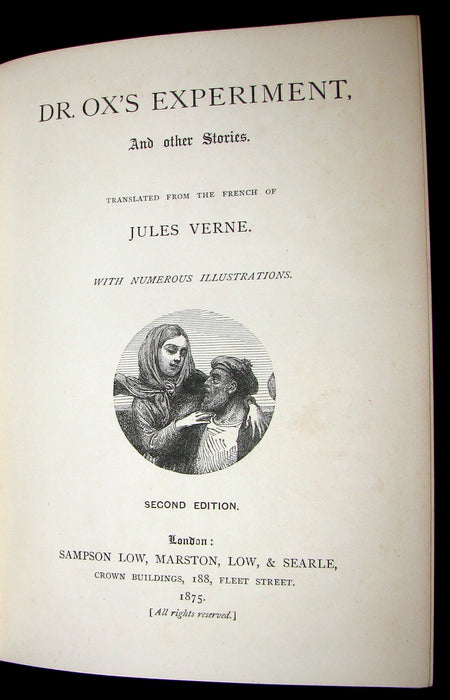 DR. OX'S EXPERIMENT,
And other Stories.
TRANSLATED FROM THE FRENCH OF
JULES VERNE.
WITH NUMEROUS ILLUSTRATIONS.
SECOND EDITION.
London:
SAMPSON LOW, MARSTON, LOW, & SEARLE,
CROWN BUILDINGS, 188, FLEET STREET.
1875.
[All rights reserved.]